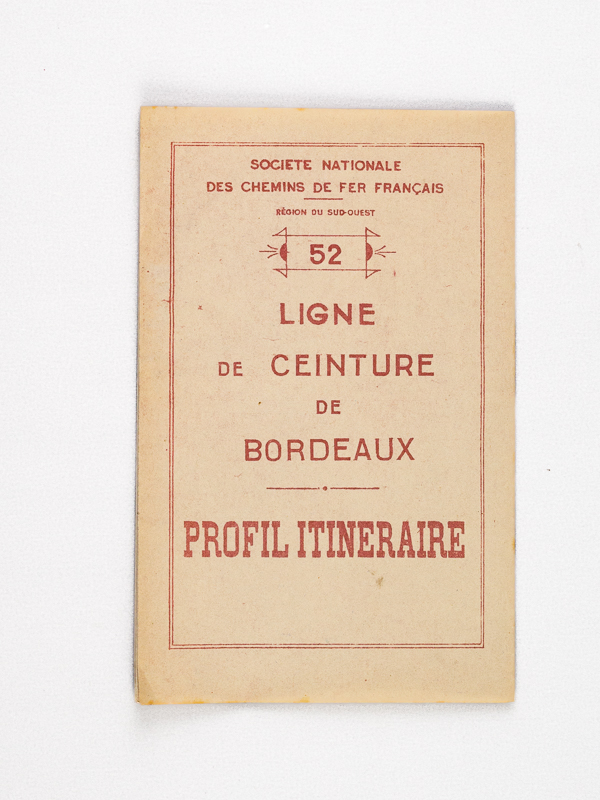 SOCIETE NATIONALE
DES CHEMINS DE FER FRANÇAIS
RÉGION DU SUD-OUEST
52
LIGNE
DE CEINTURE
DE
BORDEAUX
PROFIL ITINERAIRE